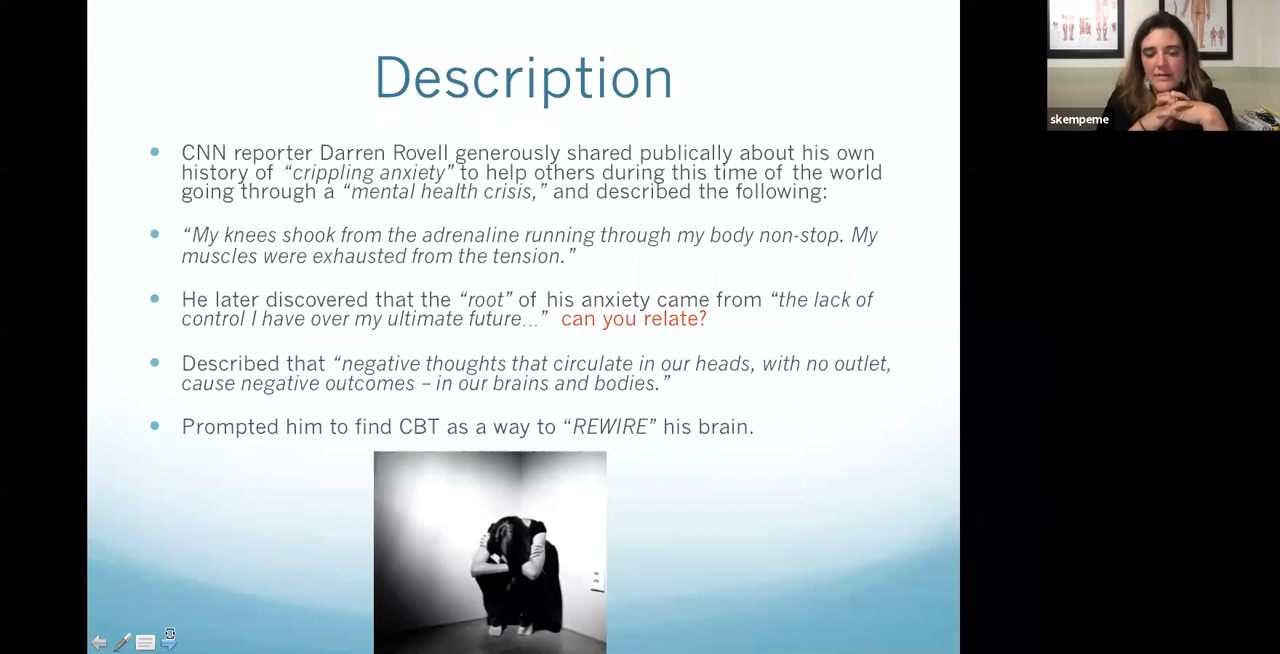 Description
• CNN reporter Darren Rovell generously shared publically about his own
history of “crippling anxiety” to help others during this time of the world
going through a “mental health crisis,” and described the following:
• “My knees shook from the adrenaline running through my body non-stop. My
muscles were exhausted from the tension.”
• He later discovered that the “root” of his anxiety came from “the lack of
control I have over my ultimate future...” can you relate?
• Described that “negative thoughts that circulate in our heads, with no outlet,
cause negative outcomes – in our brains and bodies.”
• Prompted him to find CBT as a way to “REWIRE” his brain.
skempeme